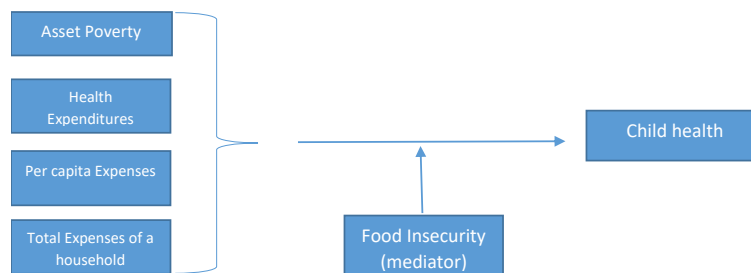 Asset Poverty
Health
Expenditures
Per capita Expenses
Total Expenses of a
household
Child health
Food Insecurity
(mediator)